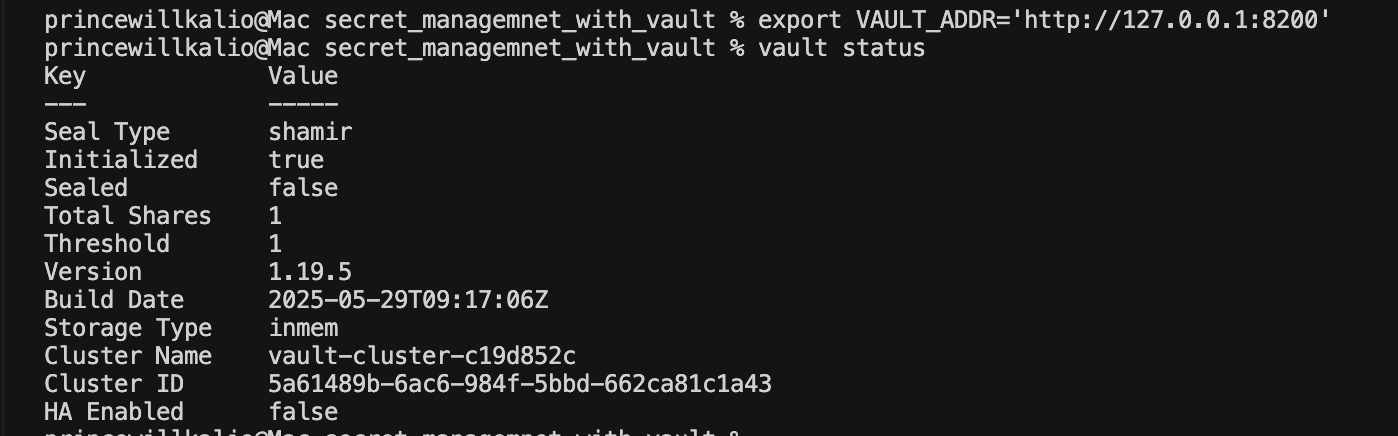 princewillkalio@Mac secret_managemnet_with_vault % export VAULT_ADDR='http://127.0.0.1:8200'
princewillkalio@Mac secret_managemnet_with_vault % vault status
Key Value
--- -----
Seal Type shamir
Initialized true
Sealed false
Total Shares 1
Threshold 1
Version 1.19.5
Build Date 2025-05-29T09:17:06Z
Storage Type inmem
Cluster Name vault-cluster-c19d852c
Cluster ID 5a61489b-6ac6-984f-5bbd-662ca81c1a43
HA Enabled false
princewillkalio@Mac secret_managemnet_with_vault %